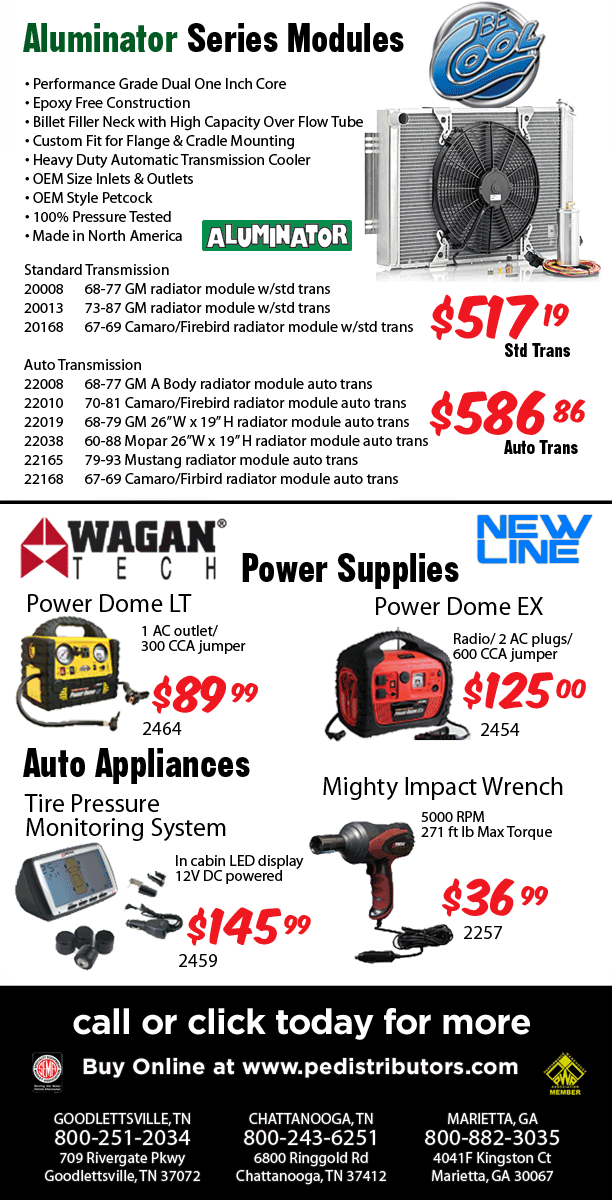 Aluminator Series Modules
BE COOL
• Performance Grade Dual One Inch Core
• Epoxy Free Construction
• Billet Filler Neck with High Capacity Over Flow Tube
• Custom Fit for Flange & Cradle Mounting
• Heavy Duty Automatic Transmission Cooler
• OEM Size Inlets & Outlets
• OEM Style Petcock
• 100% Pressure Tested
• Made in North America
ALUMINATOR
Standard Transmission
20008 68-77 GM radiator module w/std trans
20013 73-87 GM radiator module w/std trans
20168 67-69 Camaro/Firebird radiator module w/std trans
$517 19
Std Trans
Auto Transmission
22008 68-77 GM A Body radiator module auto trans
22010 70-81 Camaro/Firebird radiator module auto trans
22019 68-79 GM 26”W x 19” H radiator module auto trans
22038 60-88 Mopar 26”W x 19” H radiator module auto trans
22165 79-93 Mustang radiator module auto trans
22168 67-69 Camaro/Firbird radiator module auto trans
$586 86
Auto Trans
WAGAN®
TECH
Power Supplies
NEW
LINE
Power Dome LT
1 AC outlet/
300 CCA jumper
$89 99
2464
Power Dome EX
Radio/ 2 AC plugs/
600 CCA jumper
$125 00
2454
Auto Appliances
Tire Pressure
Monitoring System
In cabin LED display
12V DC powered
$145 99
2459
Mighty Impact Wrench
5000 RPM
271 ft lb Max Torque
$36 99
2257
call or click today for more
Buy Online at www.pedistributors.com
SEMA
PWA
ASSOCIATION
MEMBER
GOODLETTSVILLE, TN
800-251-2034
709 Rivergate Pkwy
Goodlettsville, TN 37072
CHATTANOOGA, TN
800-243-6251
6800 Ringgold Rd
Chattanooga, TN 37412
MARIETTA, GA
800-882-3035
4041F Kingston Ct
Marietta, GA 30067